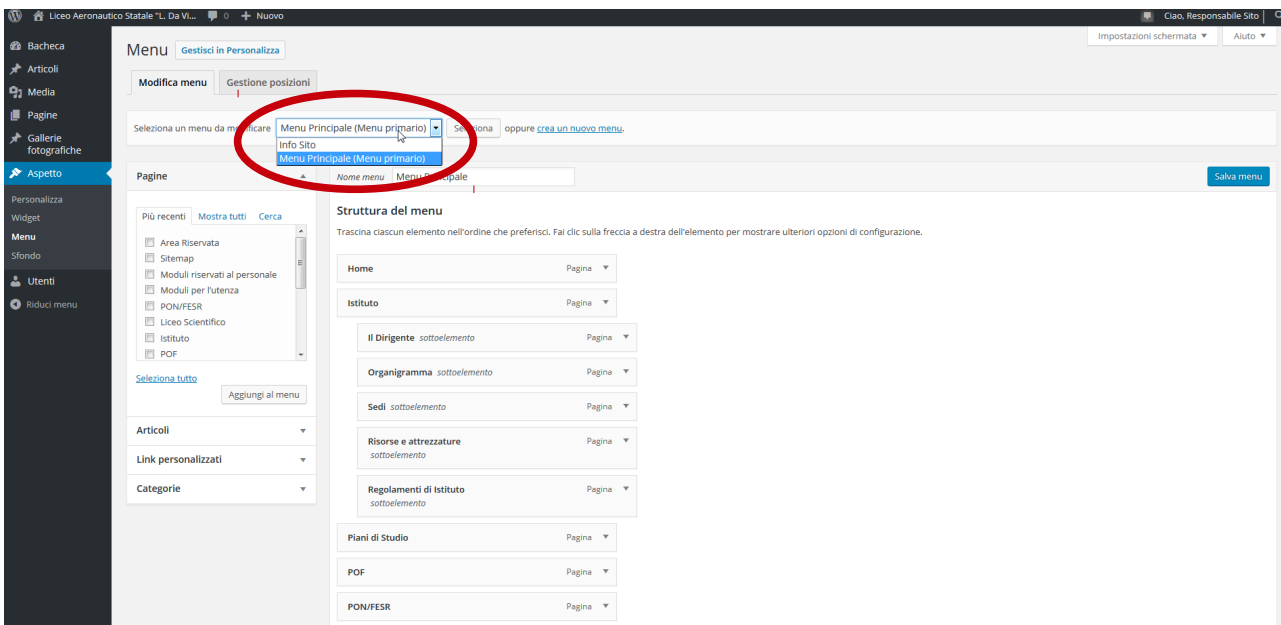 Liceo Aeronautico Statale "L. Da Vi... 0 + Nuovo Ciao, Responsabile Sito
Impostazioni schermata ▼ Aiuto ▼
Bacheca
Articoli
Media
Pagine
Gallerie
fotografiche
Aspetto
Personalizza
Widget
Menu
Sfondo
Utenti
Riduci menu
Menu Gestisci in Personalizza
Modifica menu Gestione posizioni
Seleziona un menu da modificare Menu Principale (Menu primario) Seleziona oppure crea un nuovo menu.
Info Sito
Menu Principale (Menu primario)
Pagine
Più recenti Mostra tutti Cerca
Area Riservata
Sitemap
Moduli riservati al personale
Moduli per l'utenza
PON/FESR
Liceo Scientifico
Istituto
POF
Seleziona tutto
Aggiungi al menu
Articoli
Link personalizzati
Categorie
Nome menu Menu Principale Salva menu
Struttura del menu
Trascina ciascun elemento nell'ordine che preferisci. Fai clic sulla freccia a destra dell'elemento per mostrare ulteriori opzioni di configurazione.
Home Pagina ▼
Istituto Pagina ▼
Il Dirigente sottoelemento Pagina ▼
Organigramma sottoelemento Pagina ▼
Sedi sottoelemento Pagina ▼
Risorse e attrezzature Pagina ▼
sottoelemento
Regolamenti di Istituto Pagina ▼
sottoelemento
Piani di Studio Pagina ▼
POF Pagina ▼
PON/FESR Pagina ▼